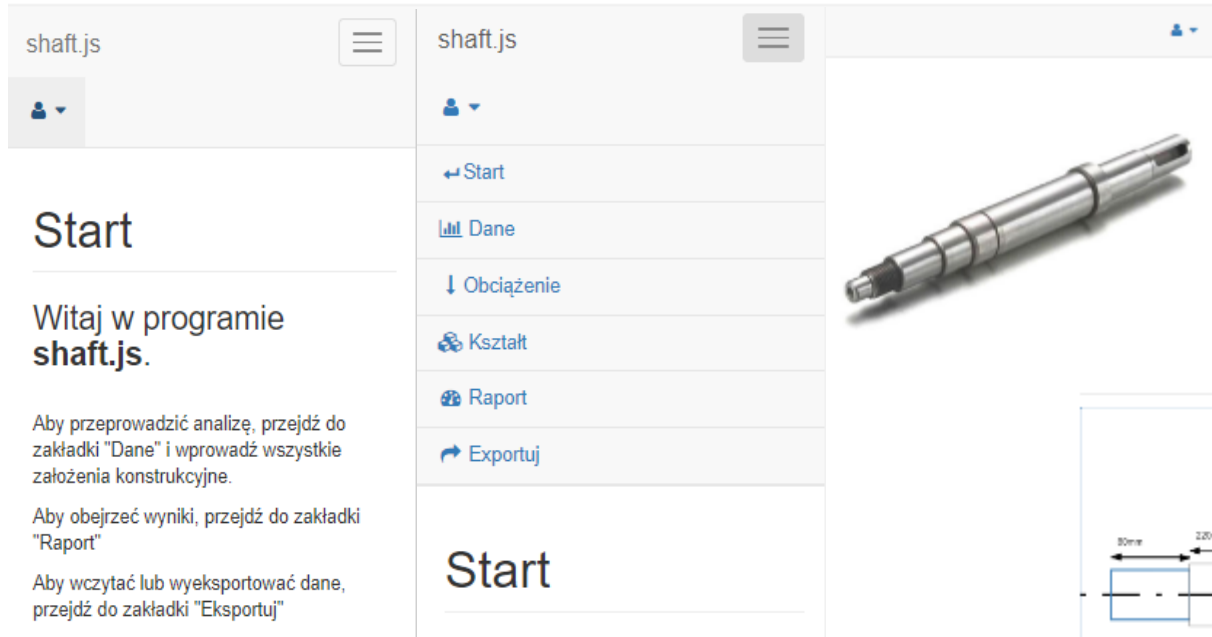 shaft.js
Start
Witaj w programie
shaft.js.
Aby przeprowadzić analizę, przejdź do
zakładki "Dane" i wprowadź wszystkie
założenia konstrukcyjne.
Aby obejrzeć wyniki, przejdź do zakładki
"Raport"
Aby wczytać lub wyeksportować dane,
przejdź do zakładki "Eksportuj"
shaft.js
Start
Dane
Obciążenie
Kształt
Raport
Exportuj
Start
80mm
220